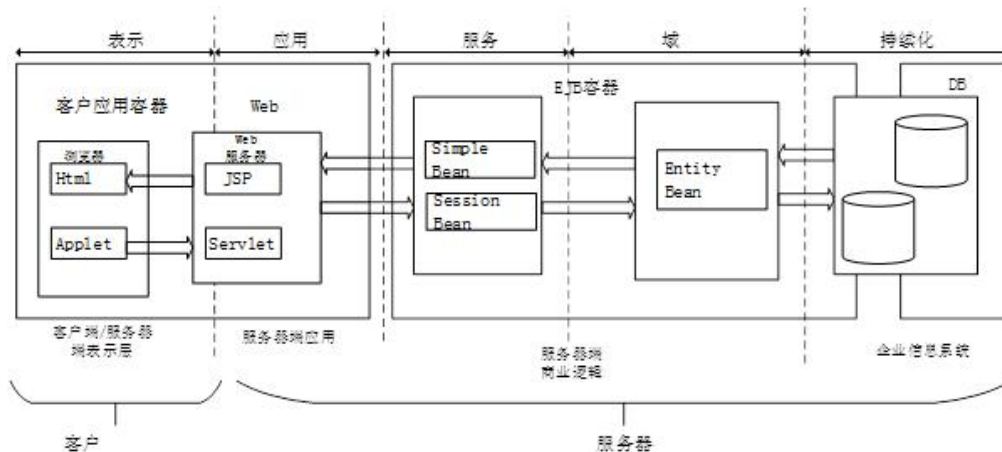 表示
应用
服务
域
持续化
客户应用容器
Web
EJB容器
DB
浏览器
Html
Applet
Web
服务器
JSP
Servlet
Simple
Bean
Session
Bean
Entity
Bean
客户端/服务器
端表示层
服务器端应用
服务器端
商业逻辑
企业信息系统
客户
服务器